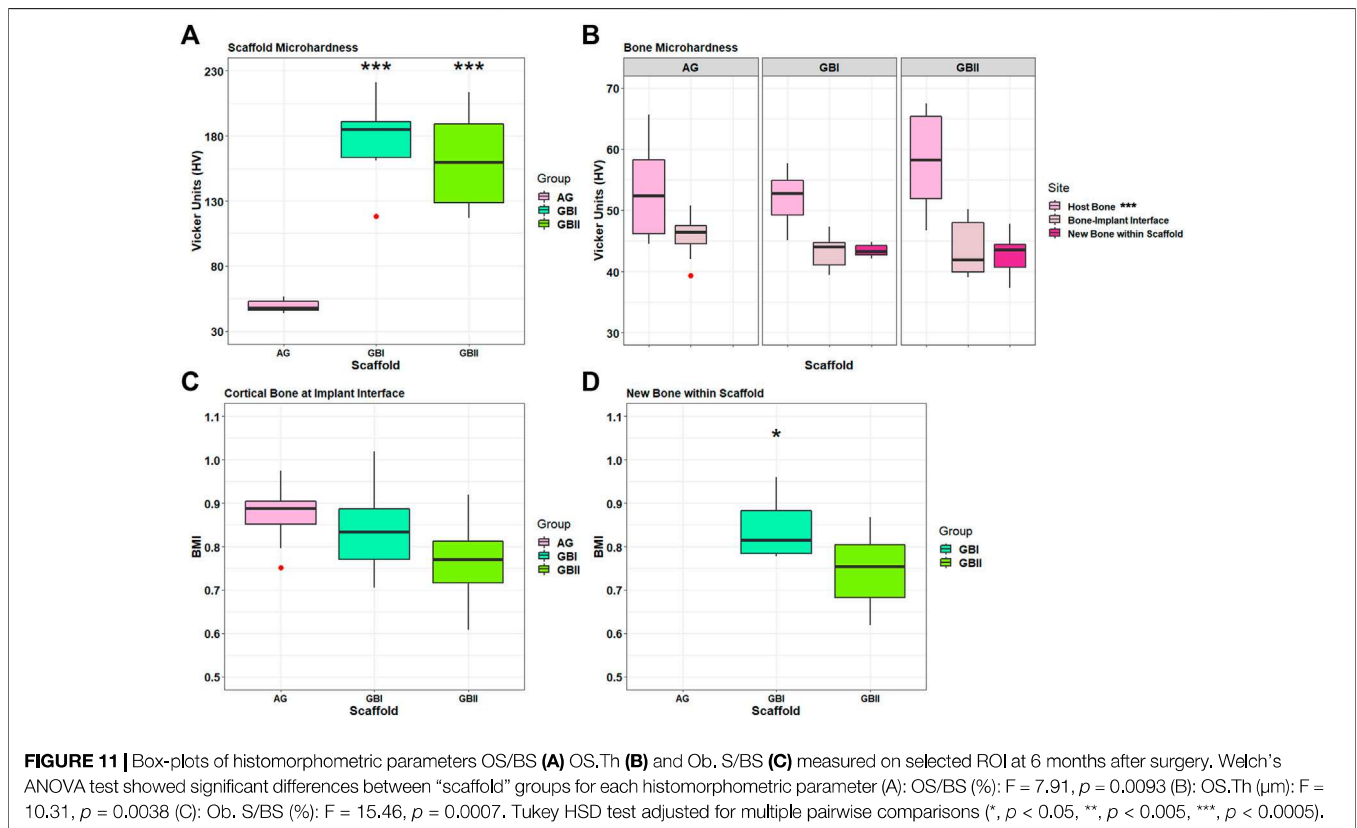 A
Scaffold Microhardness
*** ***
230
180
130
80
30
Vicker Units (HV)
AG GBI GBII
Scaffold
Group
AG
GBI
GBII
B
Bone Microhardness
AG GBI GBII
70
60
50
40
30
Vicker Units (HV)
Scaffold
Site
Host Bone ***
Bone-Implant Interface
New Bone within Scaffold
C
Cortical Bone at Implant Interface
1.1
1.0
0.9
0.8
0.7
0.6
0.5
BMI
AG GBI GBII
Scaffold
Group
AG
GBI
GBII
D
New Bone within Scaffold
*
1.1
1.0
0.9
0.8
0.7
0.6
0.5
BMI
AG GBI GBII
Scaffold
Group
GBI
GBII
FIGURE 11 | Box-plots of histomorphometric parameters OS/BS (A) OS.Th (B) and Ob. S/BS (C) measured on selected ROI at 6 months after surgery. Welch's
ANOVA test showed significant differences between "scaffold" groups for each histomorphometric parameter (A): OS/BS (%): F = 7.91, p = 0.0093 (B): OS.Th (μm): F =
10.31, p = 0.0038 (C): Ob. S/BS (%): F = 15.46, p = 0.0007. Tukey HSD test adjusted for multiple pairwise comparisons (*, p < 0.05, **, p < 0.005, ***, p < 0.0005).